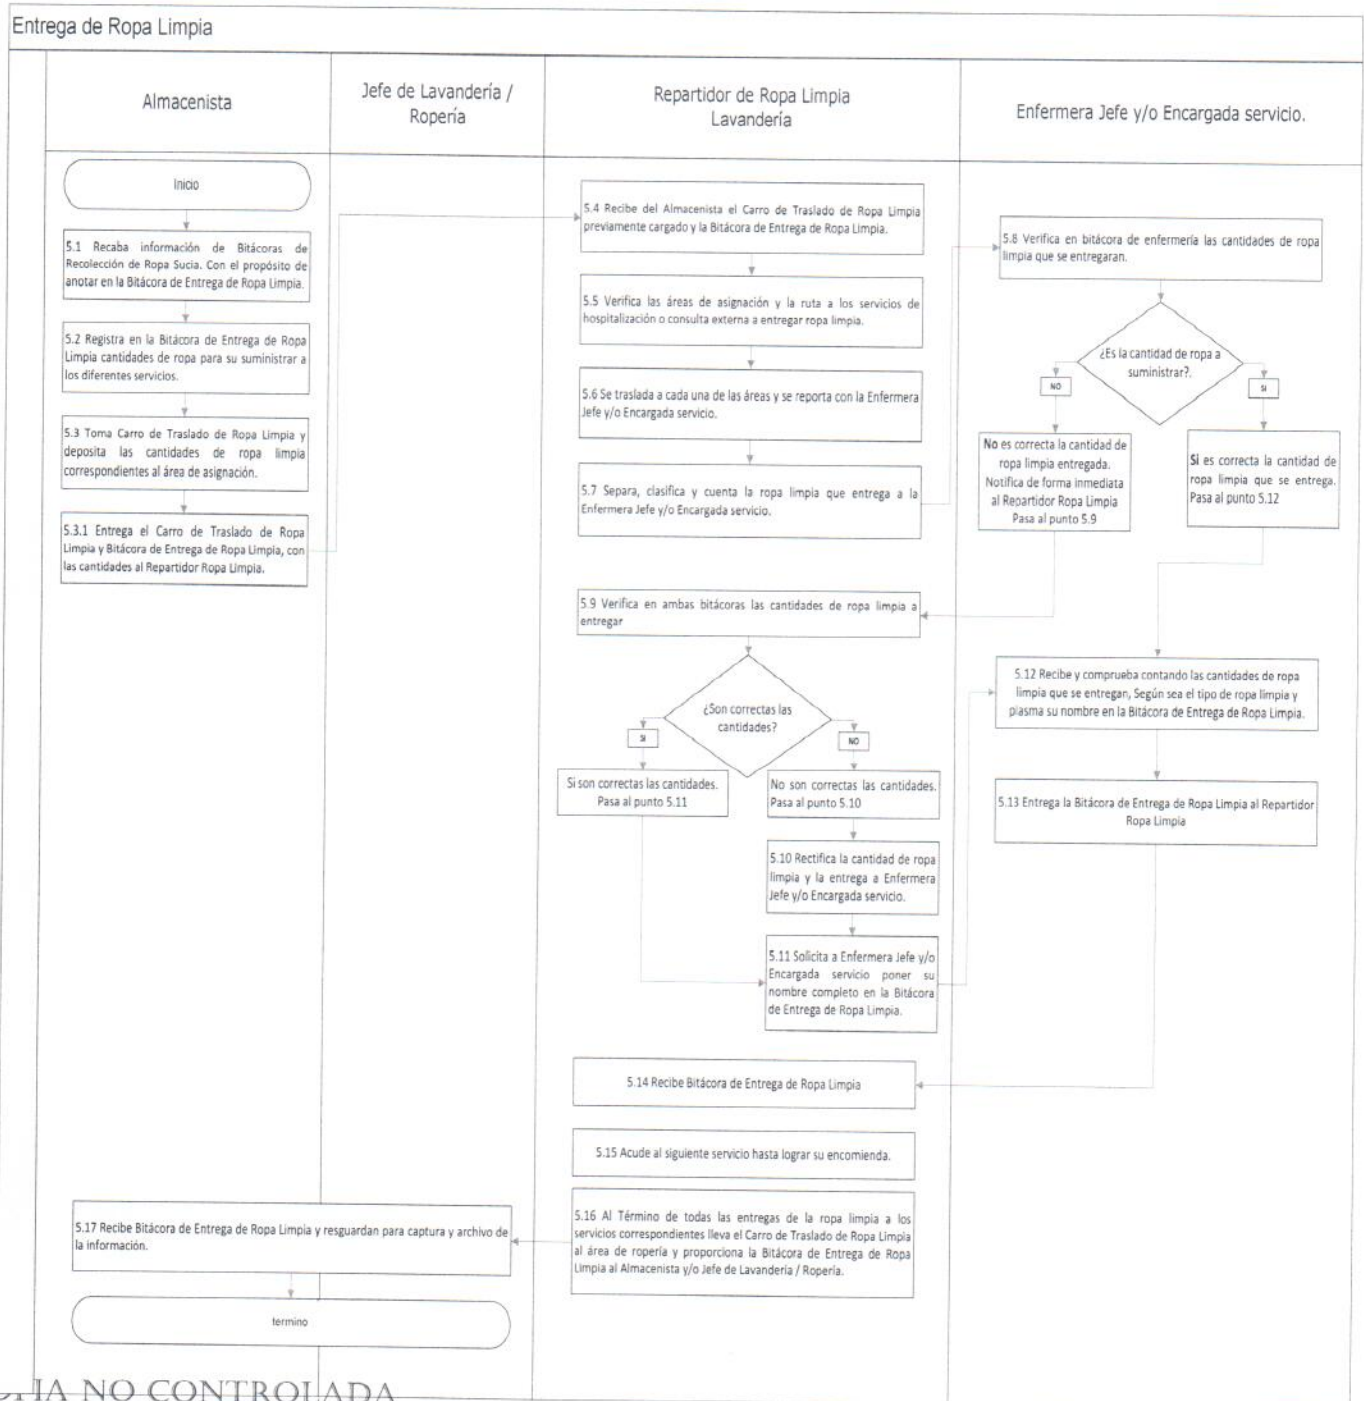 Entrega de Ropa Limpia
Almacenista
Jefe de Lavandería /
Ropería
Repartidor de Ropa Limpia
Lavandería
Enfermera Jefe y/o Encargada servicio.
Inicio
5.1 Recaba información de Bitácoras de
Recolección de Ropa Sucia. Con el propósito de
anotar en la Bitácora de Entrega de Ropa Limpia.
5.2 Registra en la Bitácora de Entrega de Ropa
Limpia cantidades de ropa para su suministrar a
los diferentes servicios.
5.3 Toma Carro de Traslado de Ropa Limpia y
deposita las cantidades de ropa limpia
correspondientes al área de asignación.
5.3.1 Entrega el Carro de Traslado de Ropa
Limpia y Bitácora de Entrega de Ropa Limpia, con
las cantidades al Repartidor Ropa Limpia.
5.4 Recibe del Almacenista el Carro de Traslado de Ropa Limpia
previamente cargado y la Bitácora de Entrega de Ropa Limpia.
5.5 Verifica las áreas de asignación y la ruta a los servicios de
hospitalización o consulta externa a entregar ropa limpia.
5.6 Se traslada a cada una de las áreas y se reporta con la Enfermera
Jefe y/o Encargada servicio.
5.7 Separa, clasifica y cuenta la ropa limpia que entrega a la
Enfermera Jefe y/o Encargada servicio.
5.8 Verifica en bitácora de enfermería las cantidades de ropa
limpia que se entregaran.
¿Es la cantidad de ropa a
suministrar?.
NO
SI
No es correcta la cantidad de
ropa limpia entregada.
Notifica de forma inmediata
al Repartidor Ropa Limpia
Pasa al punto 5.9
Si es correcta la cantidad de
ropa limpia que se entrega.
Pasa al punto 5.12
5.9 Verifica en ambas bitácoras las cantidades de ropa limpia a
entregar
¿Son correctas las
cantidades?
SI
NO
Si son correctas las cantidades.
Pasa al punto 5.11
No son correctas las cantidades.
Pasa al punto 5.10
5.10 Rectifica la cantidad de ropa
limpia y la entrega a Enfermera
Jefe y/o Encargada servicio.
5.11 Solicita a Enfermera Jefe y/o
Encargada servicio poner su
nombre completo en la Bitácora
de Entrega de Ropa Limpia.
5.12 Recibe y comprueba contando las cantidades de ropa
limpia que se entregan, Según sea el tipo de ropa limpia y
plasma su nombre en la Bitácora de Entrega de Ropa Limpia.
5.13 Entrega la Bitácora de Entrega de Ropa Limpia al Repartidor
Ropa Limpia
5.14 Recibe Bitácora de Entrega de Ropa Limpia
5.15 Acude al siguiente servicio hasta lograr su encomienda.
5.16 Al Término de todas las entregas de la ropa limpia a los
servicios correspondientes lleva el Carro de Traslado de Ropa Limpia
al área de ropería y proporciona la Bitácora de Entrega de Ropa
Limpia al Almacenista y/o Jefe de Lavandería / Ropería.
5.17 Recibe Bitácora de Entrega de Ropa Limpia y resguardan para captura y archivo de
la información.
termino
NO CONTROLADA